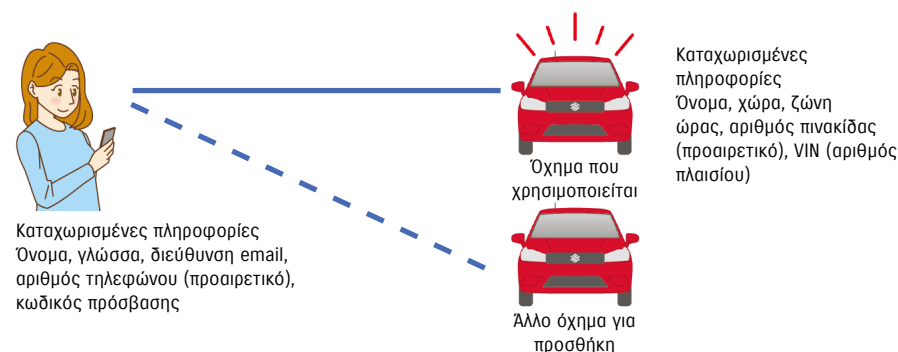 Καταχωρισμένες πληροφορίες
Όνομα, γλώσσα, διεύθυνση email,
αριθμός τηλεφώνου (προαιρετικό),
κωδικός πρόσβασης
Όχημα που
χρησιμοποιείται
Άλλο όχημα για
προσθήκη
Καταχωρισμένες
πληροφορίες
Όνομα, χώρα, ζώνη
ώρας, αριθμός πινακίδας
(προαιρετικό), VIN (αριθμός
πλαισίου)